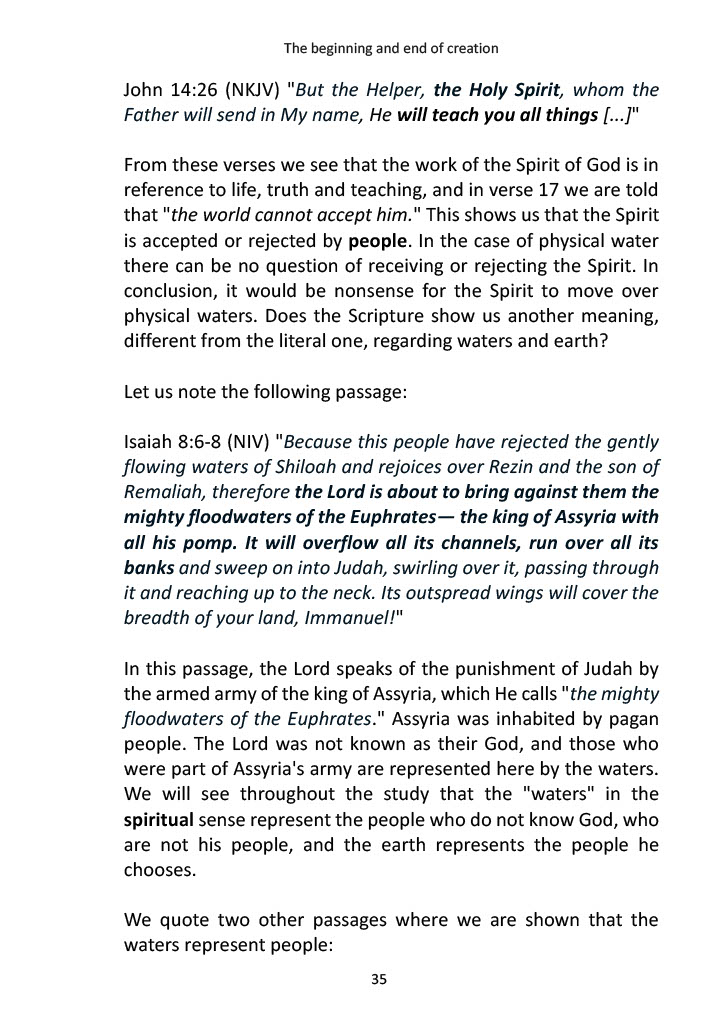 The beginning and end of creation
John 14:26 (NKJV) "But the Helper, the Holy Spirit, whom the
Father will send in My name, He will teach you all things [...]"
From these verses we see that the work of the Spirit of God is in
reference to life, truth and teaching, and in verse 17 we are told
that "the world cannot accept him." This shows us that the Spirit
is accepted or rejected by people. In the case of physical water
there can be no question of receiving or rejecting the Spirit. In
conclusion, it would be nonsense for the Spirit to move over
physical waters. Does the Scripture show us another meaning,
different from the literal one, regarding waters and earth?
Let us note the following passage:
Isaiah 8:6-8 (NIV) "Because this people have rejected the gently
flowing waters of Shiloah and rejoices over Rezin and the son of
Remaliah, therefore the Lord is about to bring against them the
mighty floodwaters of the Euphrates— the king of Assyria with
all his pomp. It will overflow all its channels, run over all its
banks and sweep on into Judah, swirling over it, passing through
it and reaching up to the neck. Its outspread wings will cover the
breadth of your land, Immanuel!"
In this passage, the Lord speaks of the punishment of Judah by
the armed army of the king of Assyria, which He calls "the mighty
floodwaters of the Euphrates." Assyria was inhabited by pagan
people. The Lord was not known as their God, and those who
were part of Assyria's army are represented here by the waters.
We will see throughout the study that the "waters" in the
spiritual sense represent the people who do not know God, who
are not his people, and the earth represents the people he
chooses.
We quote two other passages where we are shown that the
waters represent people:
35